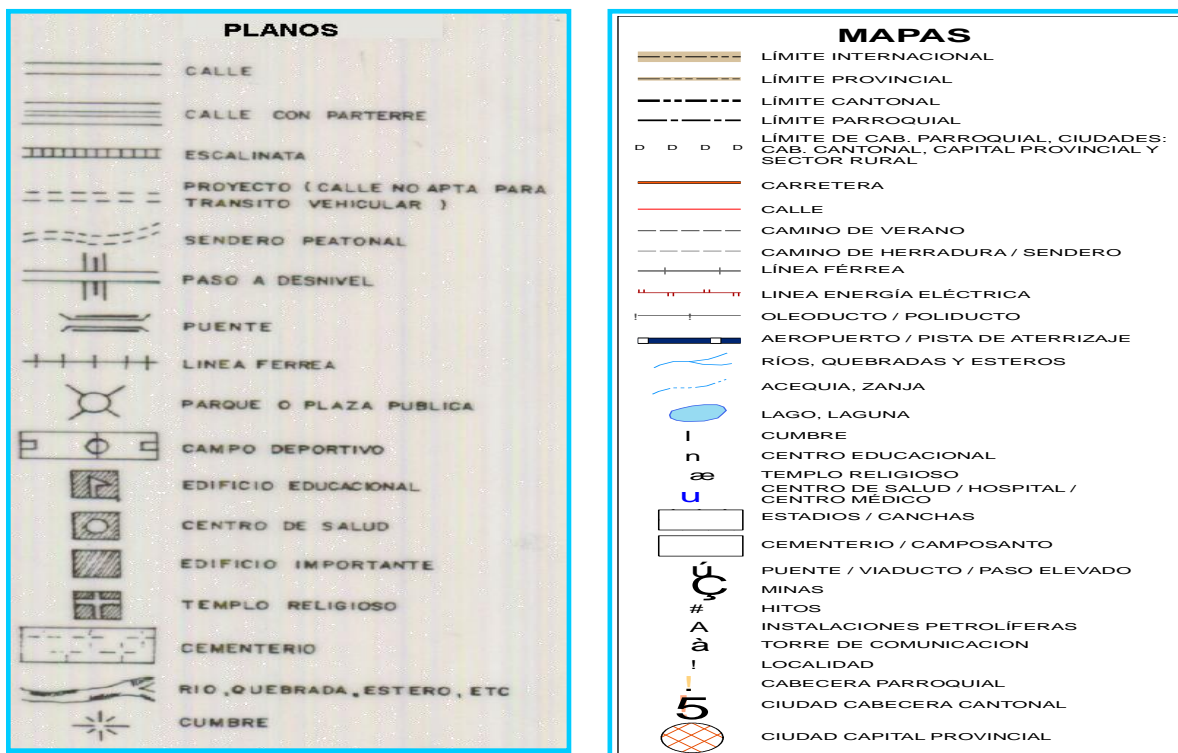 PLANOS
CALLE
CALLE CON PARTERRE
ESCALINATA
PROYECTO ( CALLE NO APTA PARA
TRANSITO VEHICULAR )
SENDERO PEATONAL
PASO A DESNIVEL
PUENTE
LINEA FERREA
PARQUE O PLAZA PUBLICA
CAMPO DEPORTIVO
EDIFICIO EDUCACIONAL
CENTRO DE SALUD
EDIFICIO IMPORTANTE
TEMPLO RELIGIOSO
CEMENTERIO
RIO, QUEBRADA, ESTERO, ETC
CUMBRE
MAPAS
LÍMITE INTERNACIONAL
LÍMITE PROVINCIAL
LÍMITE CANTONAL
LÍMITE PARROQUIAL
LÍMITE DE CAB. PARROQUIAL, CIUDADES:
D D D D CAB. CANTONAL, CAPITAL PROVINCIAL Y
SECTOR RURAL
CARRETERA
CALLE
CAMINO DE VERANO
CAMINO DE HERRADURA / SENDERO
LÍNEA FÉRREA
LINEA ENERGÍA ELÉCTRICA
! ! OLEODUCTO / POLIDUCTO
AEROPUERTO / PISTA DE ATERRIZAJE
RÍOS, QUEBRADAS Y ESTEROS
ACEQUIA, ZANJA
LAGO, LAGUNA
l CUMBRE
n CENTRO EDUCACIONAL
æ TEMPLO RELIGIOSO
u CENTRO DE SALUD / HOSPITAL /
CENTRO MÉDICO
ESTADIOS / CANCHAS
CEMENTERIO / CAMPOSANTO
ú PUENTE / VIADUCTO / PASO ELEVADO
Ç MINAS
# HITOS
A INSTALACIONES PETROLÍFERAS
à TORRE DE COMUNICACION
! LOCALIDAD
! CABECERA PARROQUIAL
5 CIUDAD CABECERA CANTONAL
CIUDAD CAPITAL PROVINCIAL